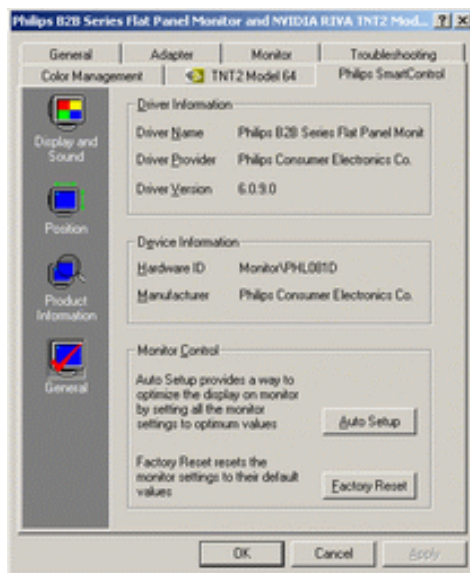 Philips B2B Series Flat Panel Monitor and NVIDIA RIVA TNT2 Mod...
General Adapter Monitor Troubleshooting
Color Management TNT2 Model 64 Philips SmartControl
Display and
Sound
Position
Product
Information
General
Driver Information
Driver Name Philips B2B Series Flat Panel Monit
Driver Provider Philips Consumer Electronics Co.
Driver Version 6.0.9.0
Device Information
Hardware ID Monitor\PHL081D
Manufacturer Philips Consumer Electronics Co.
Monitor Control
Auto Setup provides a way to
optimize the display on monitor
by setting all the monitor
settings to optimum values
Auto Setup
Factory Reset resets the
monitor settings to their default
values
Factory Reset
OK Cancel Apply